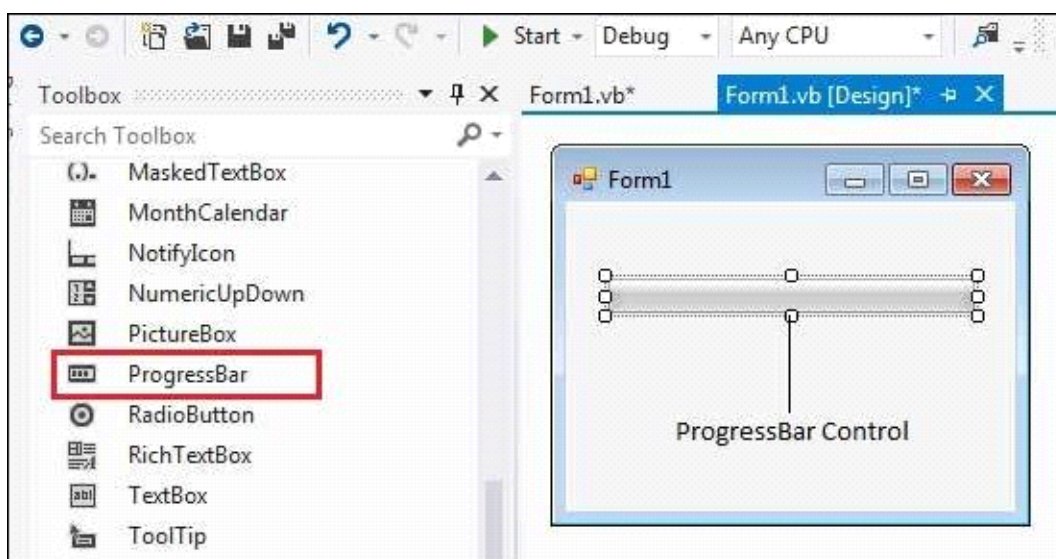 Start Debug Any CPU
Toolbox
Form1.vb* Form1.vb [Design]*
Search Toolbox
MaskedTextBox
MonthCalendar
NotifyIcon
NumericUpDown
PictureBox
ProgressBar
RadioButton
RichTextBox
TextBox
ToolTip
Form1
ProgressBar Control